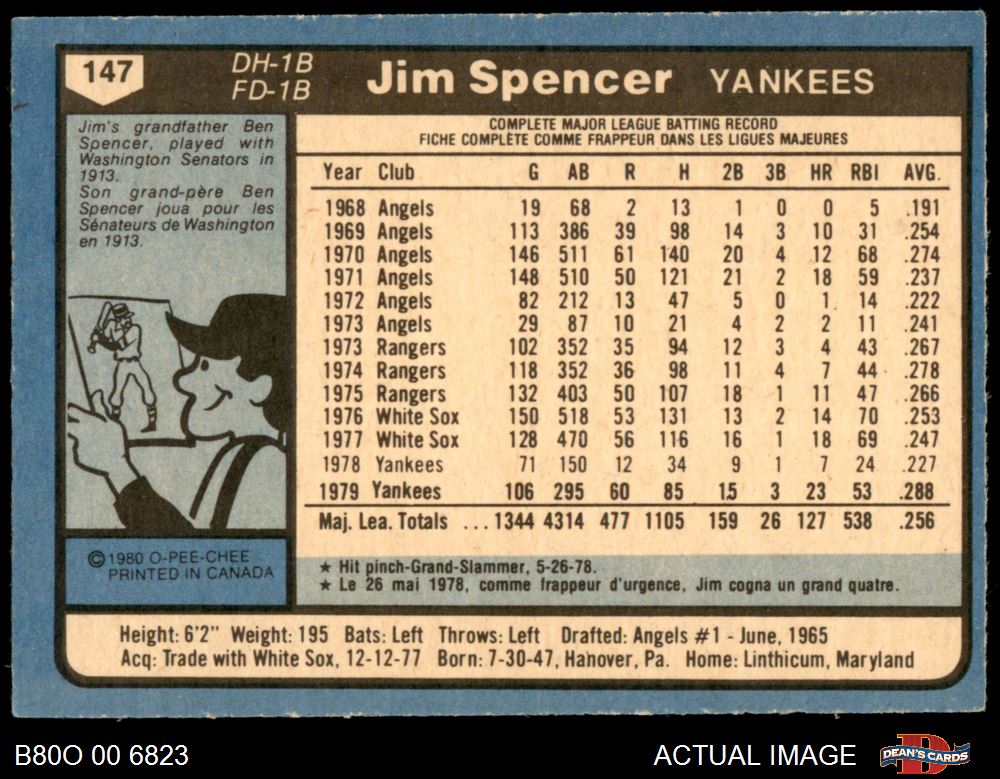 147
DH-1B
FD-1B
Jim Spencer YANKEES
Jim's grandfather Ben
Spencer, played with
Washington Senators in
1913.
Son grand-père Ben
Spencer joua pour les
Sénateurs de Washington
en 1913.
©1980 O-PEE-CHEE
PRINTED IN CANADA
COMPLETE MAJOR LEAGUE BATTING RECORD
FICHE COMPLÈTE COMME FRAPPEUR DANS LES LIGUES MAJEURES
Year Club G AB R H 2B 3B HR RBI AVG.
1968 Angels 19 68 2 13 1 0 0 5 .191
1969 Angels 113 386 39 98 14 3 10 31 .254
1970 Angels 146 511 61 140 20 4 12 68 .274
1971 Angels 148 510 50 121 21 2 18 59 .237
1972 Angels 82 212 13 47 5 0 1 14 .222
1973 Angels 29 87 10 21 4 2 2 11 .241
1973 Rangers 102 352 35 94 12 3 4 43 .267
1974 Rangers 118 352 36 98 11 4 7 44 .278
1975 Rangers 132 403 50 107 18 1 11 47 .266
1976 White Sox 150 518 53 131 13 2 14 70 .253
1977 White Sox 128 470 56 116 16 1 18 69 .247
1978 Yankees 71 150 12 34 9 1 7 24 .227
1979 Yankees 106 295 60 85 15 3 23 53 .288
Maj. Lea. Totals ... 1344 4314 477 1105 159 26 127 538 .256
★ Hit pinch-Grand-Slammer, 5-26-78.
★ Le 26 mai 1978, comme frappeur d'urgence, Jim cogna un grand quatre.
Height: 6'2" Weight: 195 Bats: Left Throws: Left Drafted: Angels #1 - June, 1965
Acq: Trade with White Sox, 12-12-77 Born: 7-30-47, Hanover, Pa. Home: Linthicum, Maryland
B80O 00 6823
ACTUAL IMAGE
DEAN'S CARDS